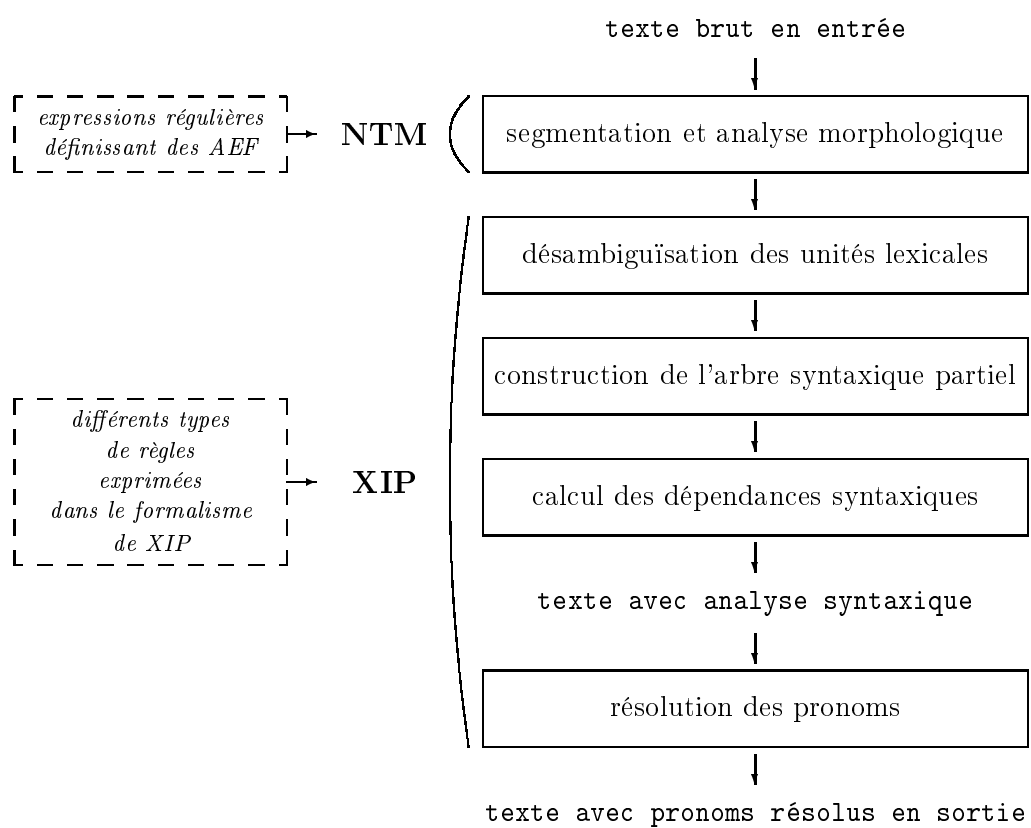 texte brut en entrée
expressions régulières
définissant des AEF
NTM
segmentation et analyse morphologique
désambiguïsation des unités lexicales
construction de l'arbre syntaxique partiel
différents types
de règles
exprimées
dans le formalisme
de XIP
XIP
calcul des dépendances syntaxiques
texte avec analyse syntaxique
résolution des pronoms
texte avec pronoms résolus en sortie